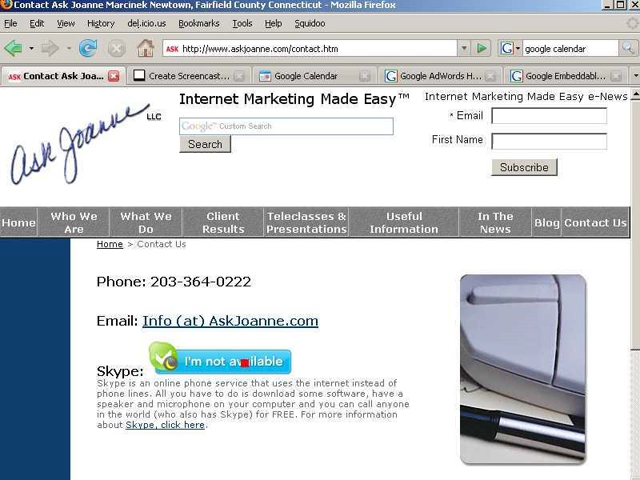 Contact Ask Joanne Marcinek Newtown, Fairfield County Connecticut - Mozilla Firefox
File Edit View History del.icio.us Bookmarks Tools Help Squidoo
ASK http://www.askjoanne.com/contact.htm G google calendar
ASK Contact Ask Joa... Create Screencast... Google Calendar Google AdWords H... Google Embeddabl...
Ask Joanne LLC
Internet Marketing Made Easy™
Google™ Custom Search
Search
Internet Marketing Made Easy e-News
* Email
First Name
Subscribe
Home Who We Are What We Do Client Results Teleclasses & Presentations Useful Information In The News Blog Contact Us
Home > Contact Us
Phone: 203-364-0222
Email: Info (at) AskJoanne.com
Skype: I'm not available
Skype is an online phone service that uses the internet instead of
phone lines. All you have to do is download some software, have a
speaker and microphone on your computer and you can call anyone
in the world (who also has Skype) for FREE. For more information
about Skype, click here.